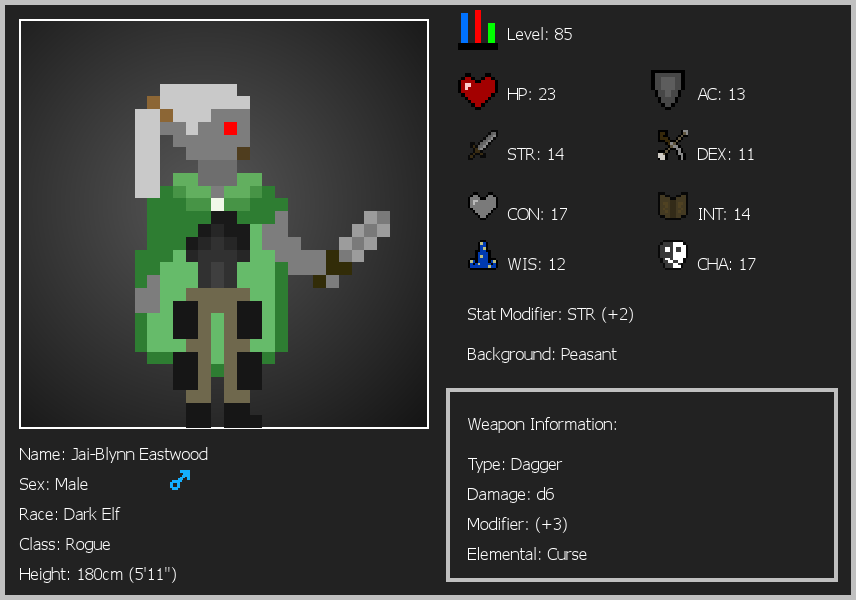 Level: 85
HP: 23
AC: 13
STR: 14
DEX: 11
CON: 17
INT: 14
WIS: 12
CHA: 17
Stat Modifier: STR (+2)
Background: Peasant
Weapon Information:
Type: Dagger
Damage: d6
Modifier: (+3)
Elemental: Curse
Name: Jai-Blynn Eastwood
Sex: Male
Race: Dark Elf
Class: Rogue
Height: 180cm (5'11")